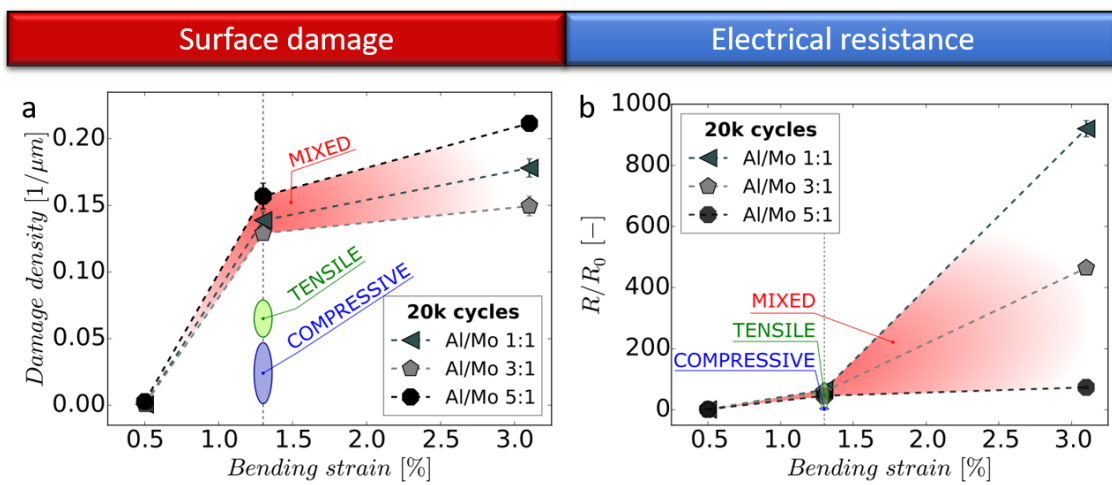 Surface damage
Electrical resistance
a
Damage density [1/μm]
0.20
0.15
0.10
0.05
0.00
MIXED
TENSILE
COMPRESSIVE
20k cycles
Al/Mo 1:1
Al/Mo 3:1
Al/Mo 5:1
0.5 1.0 1.5 2.0 2.5 3.0
Bending strain [%]
b
R/R0 [−]
1000
800
600
400
200
0
20k cycles
Al/Mo 1:1
Al/Mo 3:1
Al/Mo 5:1
MIXED
TENSILE
COMPRESSIVE
0.5 1.0 1.5 2.0 2.5 3.0
Bending strain [%]